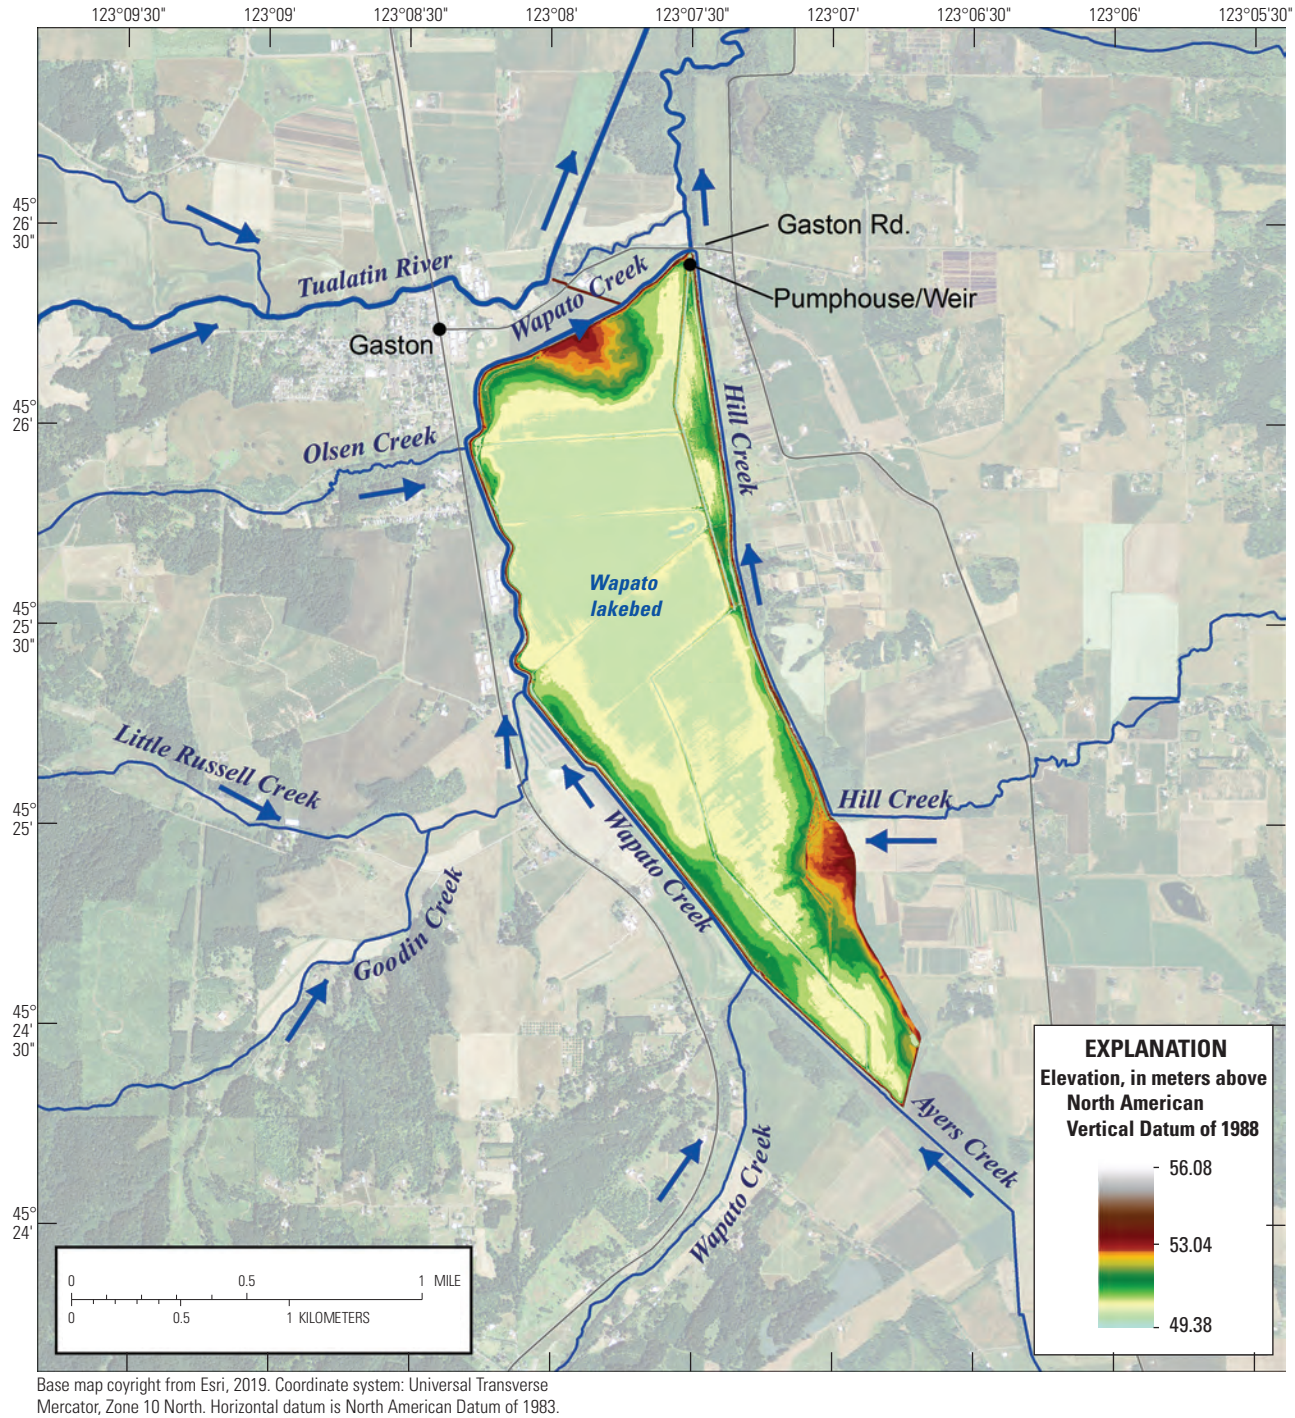 123°09'30" 123°09' 123°08'30" 123°08' 123°07'30" 123°07' 123°06'30" 123°06' 123°05'30"
45°
26'
30"
Gaston Rd.
Tualatin River
Wapato Creek
Pumphouse/Weir
Gaston
45°
26'
Hill Creek
Olsen Creek
Wapato
lakebed
45°
25'
30"
Little Russell Creek
Hill Creek
45°
25'
Wapato Creek
Goodin Creek
45°
24'
30"
Ayers Creek
Wapato Creek
45°
24'
EXPLANATION
Elevation, in meters above
North American
Vertical Datum of 1988
56.08
53.04
49.38
0 0.5 1 MILE
0 0.5 1 KILOMETERS
Base map coyright from Esri, 2019. Coordinate system: Universal Transverse
Mercator, Zone 10 North. Horizontal datum is North American Datum of 1983.